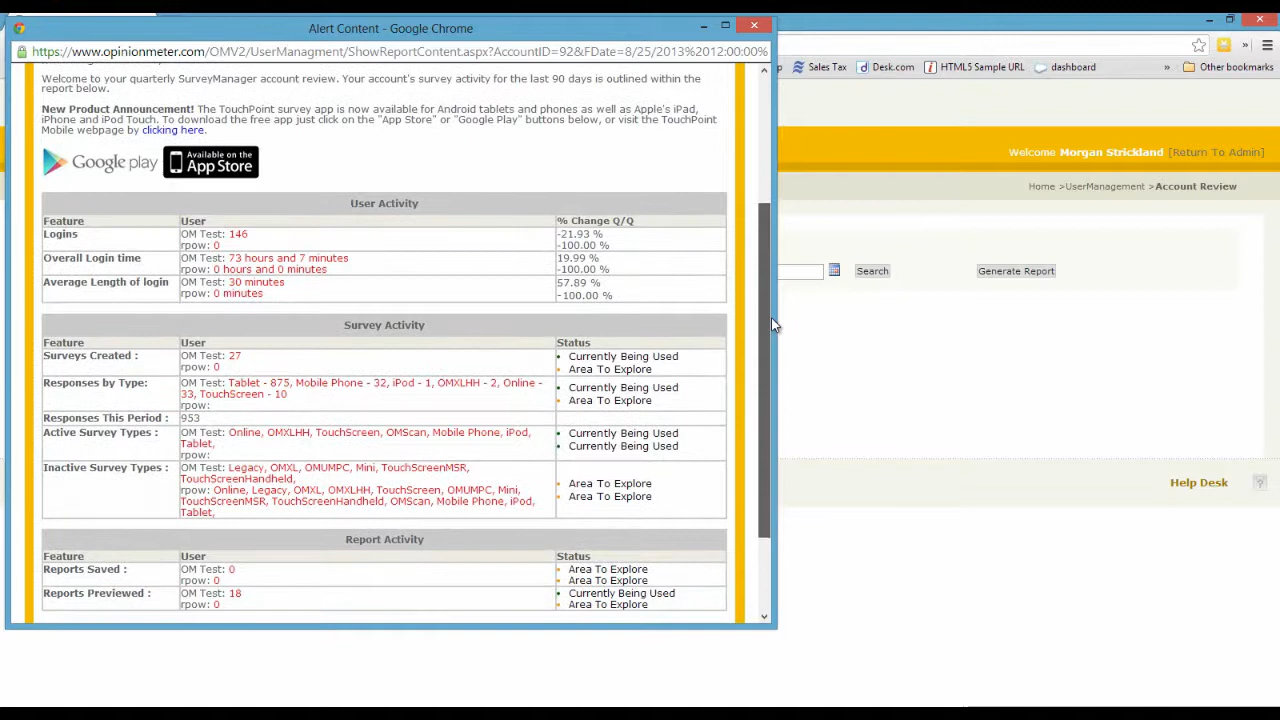 Alert Content - Google Chrome
https://www.opinionmeter.com/OMV2/UserManagment/ShowReportContent.aspx?AccountID=38&FDate=8/25/2013%2012:00:00%
Sales Tax
Desk.com
HTML5 Sample URL
dashboard
»
Other bookmarks
Welcome to your quarterly SurveyManager account review. Your account's survey activity for the last 90 days is outlined within the
report below.
New Product Announcement! The TouchPoint survey app is now available for Android tablets and phones as well as Apple's iPad,
iPhone and iPod Touch. To download the free app just click on the "App Store" or "Google Play" buttons below, or visit the TouchPoint
Mobile webpage by clicking here.
Google play
Available on the
App Store
Welcome Morgan Strickland [Return To Admin]
Home >UserManagement >Account Review
Search
Generate Report
Help Desk
?
User Activity
Feature User % Change Q/Q
Logins OM Test: 146 -21.93 %
rpow: 0 -100.00 %
Overall Login time OM Test: 73 hours and 7 minutes 19.99 %
rpow: 0 hours and 0 minutes -100.00 %
Average Length of login OM Test: 30 minutes 57.89 %
rpow: 0 minutes -100.00 %
Survey Activity
Feature User Status
Surveys Created : OM Test: 27 Currently Being Used
rpow: 0 Area To Explore
Responses by Type: OM Test: Tablet - 875, Mobile Phone - 32, iPod - 1, OMXLHH - 2, Online - Currently Being Used
33, TouchScreen - 10 Area To Explore
rpow:
Responses This Period : 953
Active Survey Types : OM Test: Online, OMXLHH, TouchScreen, OMScan, Mobile Phone, iPod, Currently Being Used
Tablet, Currently Being Used
rpow:
Inactive Survey Types : OM Test: Legacy, OMXL, OMUMPC, Mini, TouchScreenMSR,
TouchScreenHandheld, Area To Explore
rpow: Online, Legacy, OMXL, OMXLHH, TouchScreen, OMUMPC, Mini, Area To Explore
TouchScreenMSR, TouchScreenHandheld, OMScan, Mobile Phone, iPod,
Tablet,
Report Activity
Feature User Status
Reports Saved : OM Test: 0 Area To Explore
rpow: 0 Area To Explore
Reports Previewed : OM Test: 18 Currently Being Used
rpow: 0 Area To Explore